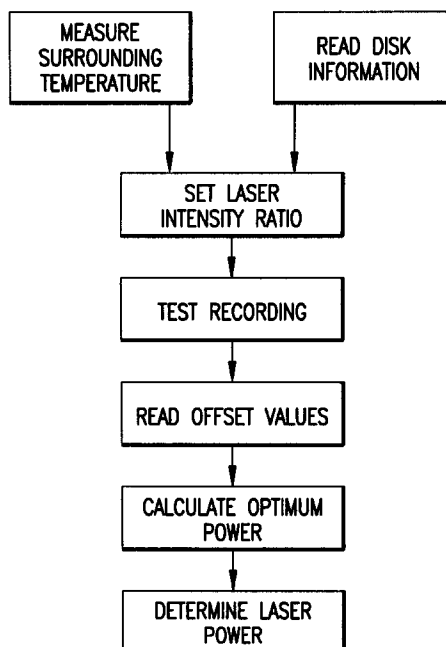 MEASURE
SURROUNDING
TEMPERATURE
READ DISK
INFORMATION
SET LASER
INTENSITY RATIO
TEST RECORDING
READ OFFSET VALUES
CALCULATE OPTIMUM
POWER
DETERMINE LASER
POWER